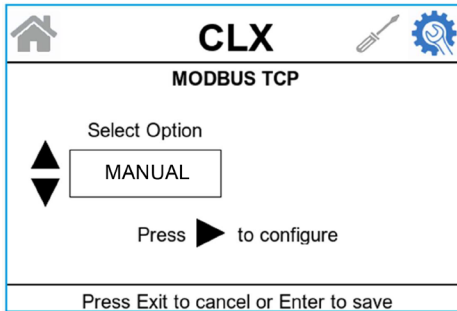 CLX
MODBUS TCP
Select Option
MANUAL
Press to configure
Press Exit to cancel or Enter to save